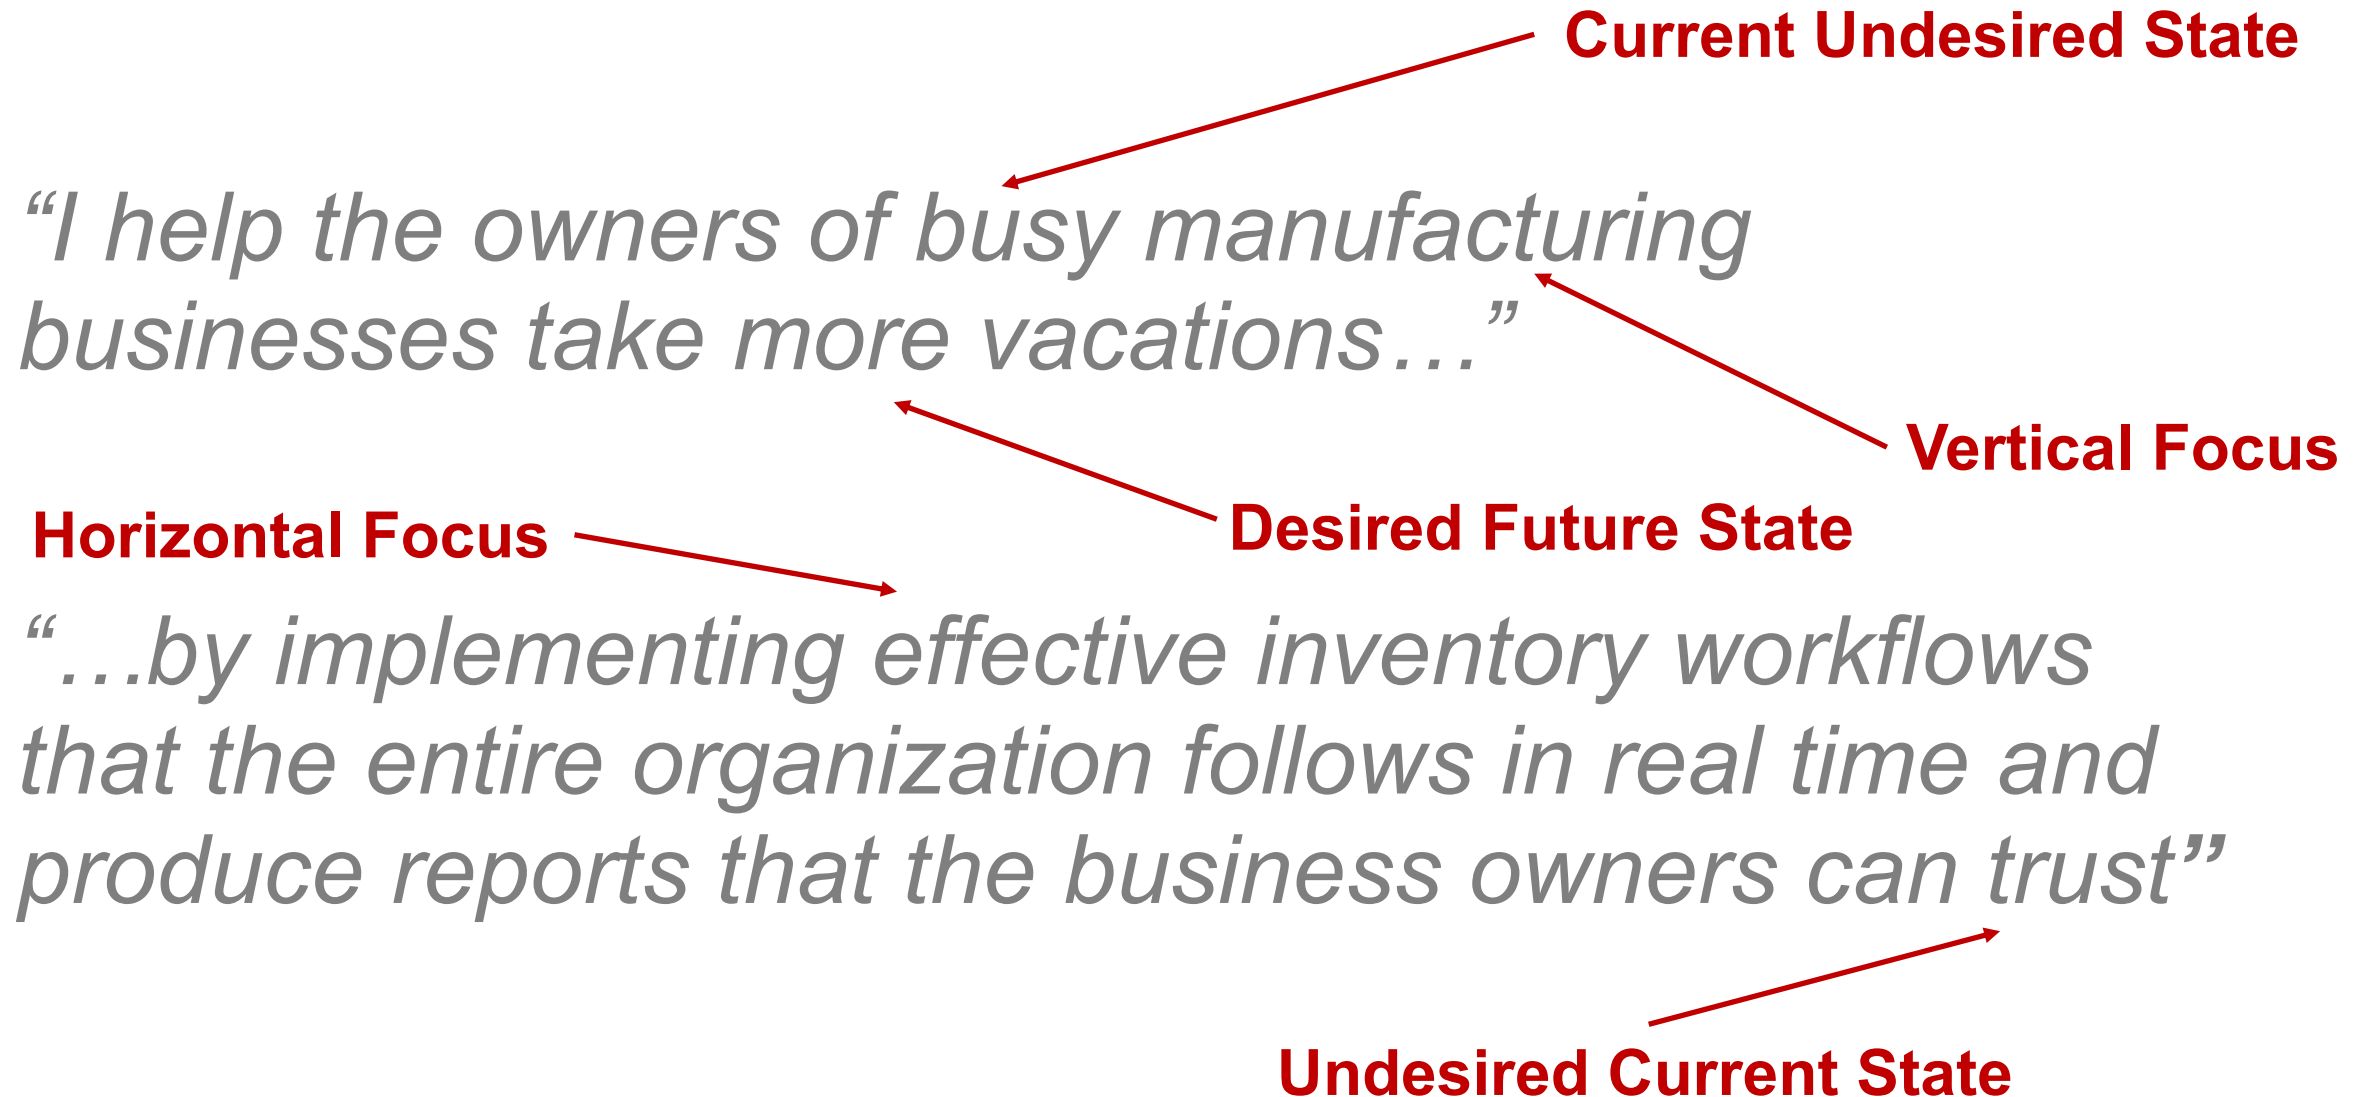 Current Undesired State
“I help the owners of busy manufacturing
businesses take more vacations…”
Vertical Focus
Desired Future State
Horizontal Focus
“…by implementing effective inventory workflows
that the entire organization follows in real time and
produce reports that the business owners can trust”
Undesired Current State